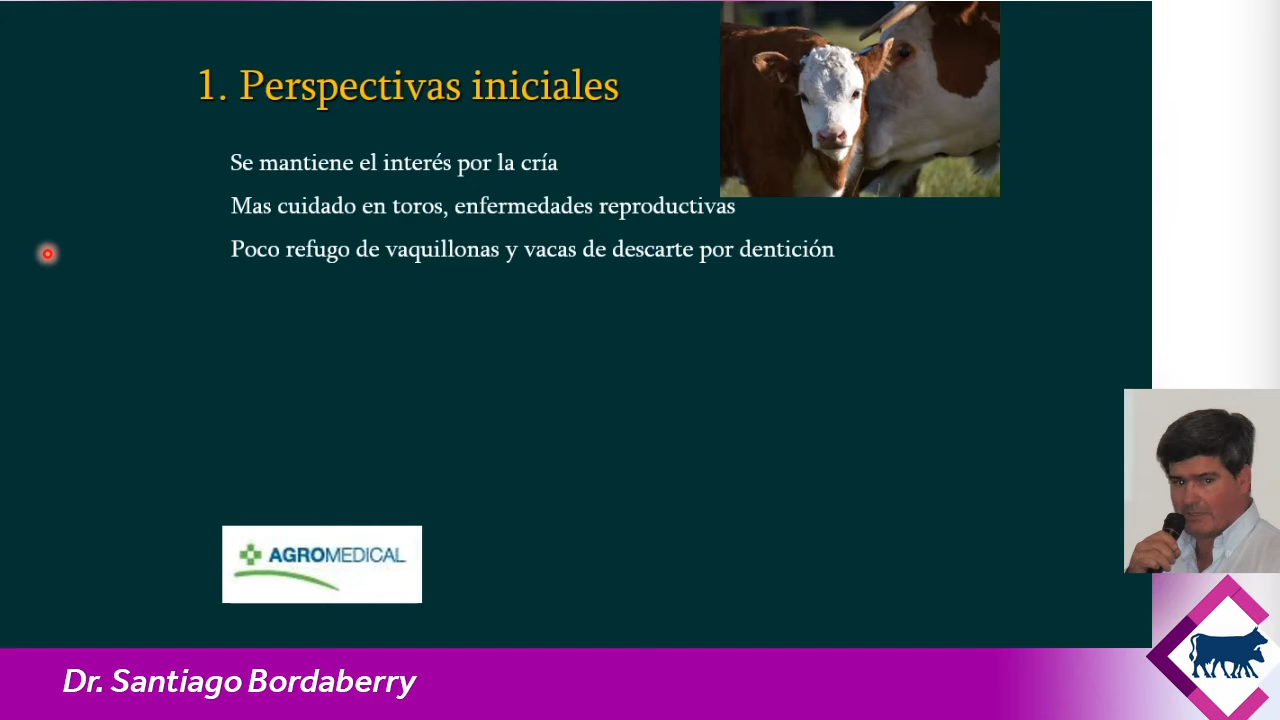 1. Perspectivas iniciales
Se mantiene el interés por la cría
Mas cuidado en toros, enfermedades reproductivas
Poco refugo de vaquillonas y vacas de descarte por dentición
AGROMEDICAL
Dr. Santiago Bordaberry